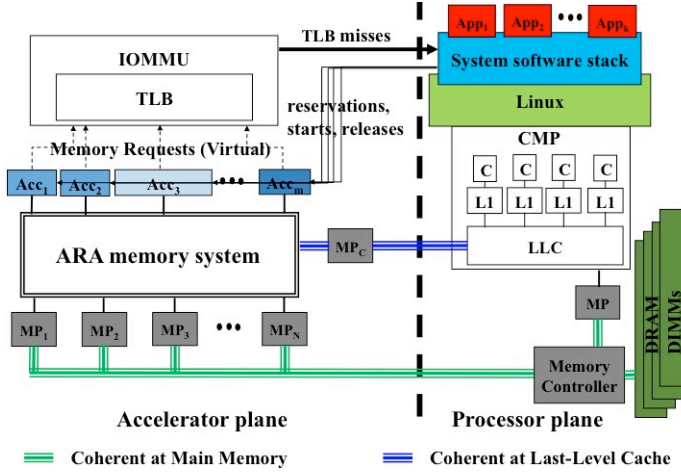 App1 App2 ••• Appk
TLB misses
System software stack
IOMMU
TLB
Linux
reservations,
starts, releases
Memory Requests (Virtual)
CMP
Acc1 Acc2 Acc3 ••• Accm
C C C C
L1 L1 L1 L1
ARA memory system
MPC
LLC
MP
DRAM
DIMMs
MP1 MP2 MP3 ••• MPN
Memory
Controller
Accelerator plane
Processor plane
Coherent at Main Memory
Coherent at Last-Level Cache